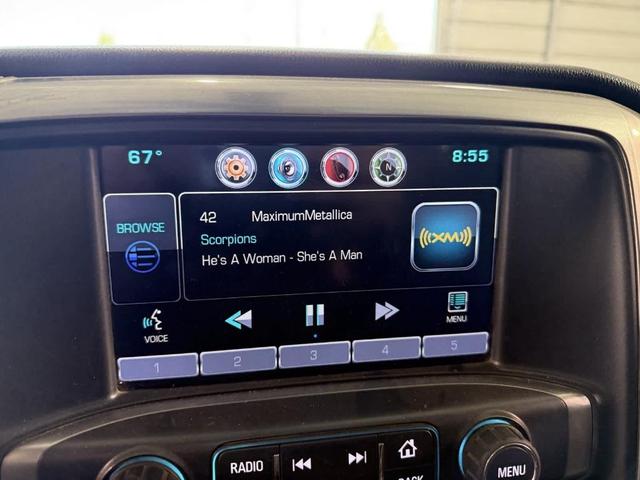 67° 8:55
N
BROWSE
42 MaximumMetallica
Scorpions
He's A Woman - She's A Man
((XM))
VOICE
MENU
1 2 3 4 5
RADIO
BACK
MENU